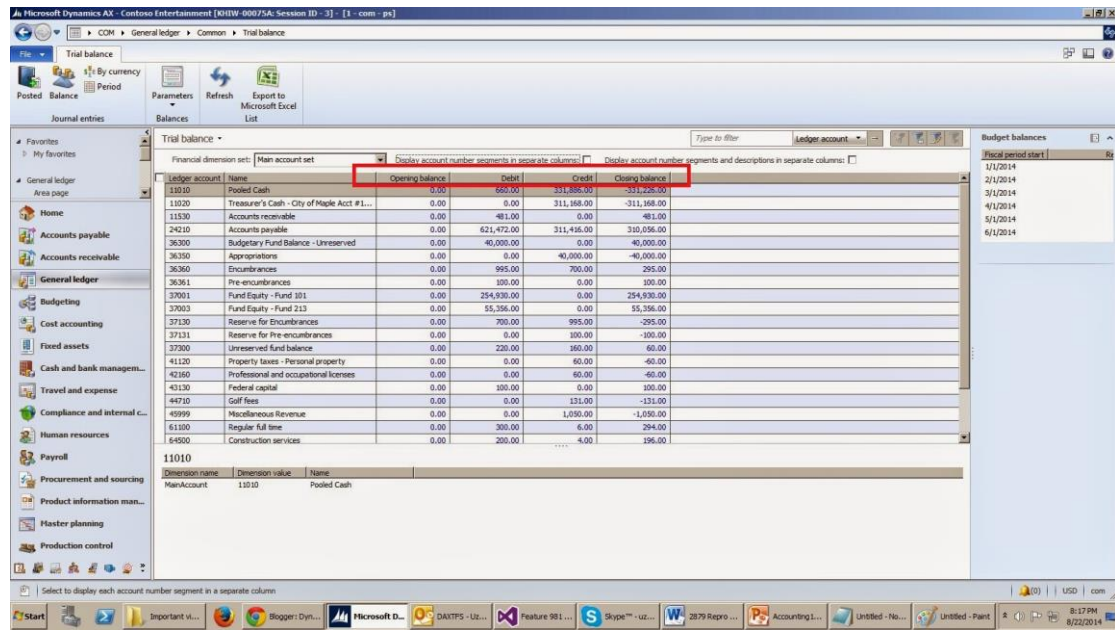 Microsoft Dynamics AX - Contoso Entertainment [KHIW-00075A: Session ID - 3] - [1 - com - ps]
COM General ledger Common Trial balance
File Trial balance
By currency
Period
Posted Balance Parameters Refresh Export to Microsoft Excel
Journal entries Balances List
Favorites
My favorites
General ledger
Area page
Home
Accounts payable
Accounts receivable
General ledger
Budgeting
Cost accounting
Fixed assets
Cash and bank managem...
Travel and expense
Compliance and internal c...
Human resources
Payroll
Procurement and sourcing
Product information man...
Master planning
Production control
Trial balance Type to filter Ledger account
Financial dimension set: Main account set Display account number segments in separate columns: Display account number segments and descriptions in separate columns:
Ledger account Name Opening balance Debit Credit Closing balance
11010 Pooled Cash 0.00 660.00 331,886.00 -331,226.00
11020 Treasurer's Cash - City of Maple Acct #1... 0.00 0.00 311,168.00 -311,168.00
11530 Accounts receivable 0.00 481.00 0.00 481.00
24210 Accounts payable 0.00 621,472.00 311,416.00 310,056.00
36300 Budgetary Fund Balance - Unreserved 0.00 40,000.00 0.00 40,000.00
36350 Appropriations 0.00 0.00 40,000.00 -40,000.00
36360 Encumbrances 0.00 995.00 700.00 295.00
36361 Pre-encumbrances 0.00 100.00 0.00 100.00
37001 Fund Equity - Fund 101 0.00 254,930.00 0.00 254,930.00
37003 Fund Equity - Fund 213 0.00 55,356.00 0.00 55,356.00
37130 Reserve for Encumbrances 0.00 700.00 995.00 -295.00
37131 Reserve for Pre-encumbrances 0.00 0.00 100.00 -100.00
37300 Unreserved fund balance 0.00 220.00 160.00 60.00
41120 Property taxes - Personal property 0.00 0.00 60.00 -60.00
42160 Professional and occupational licenses 0.00 0.00 60.00 -60.00
43130 Federal capital 0.00 100.00 0.00 100.00
44710 Golf fees 0.00 0.00 131.00 -131.00
45999 Miscellaneous Revenue 0.00 0.00 1,050.00 -1,050.00
61100 Regular full time 0.00 300.00 6.00 294.00
64500 Construction services 0.00 200.00 4.00 196.00
11010
Dimension name Dimension value Name
MainAccount 11010 Pooled Cash
Budget balances
Fiscal period start Re
1/1/2014
2/1/2014
3/1/2014
4/1/2014
5/1/2014
6/1/2014
Select to display each account number segment in a separate column (0) USD com
Start Important vi... Blogger: Dyn... Microsoft D... DAXTPS - Uz... Feature 981 ... Skype™ - uz... 2879 Repro ... Accounting1... Untitled - No... Untitled - Paint 8:17 PM
8/22/2014